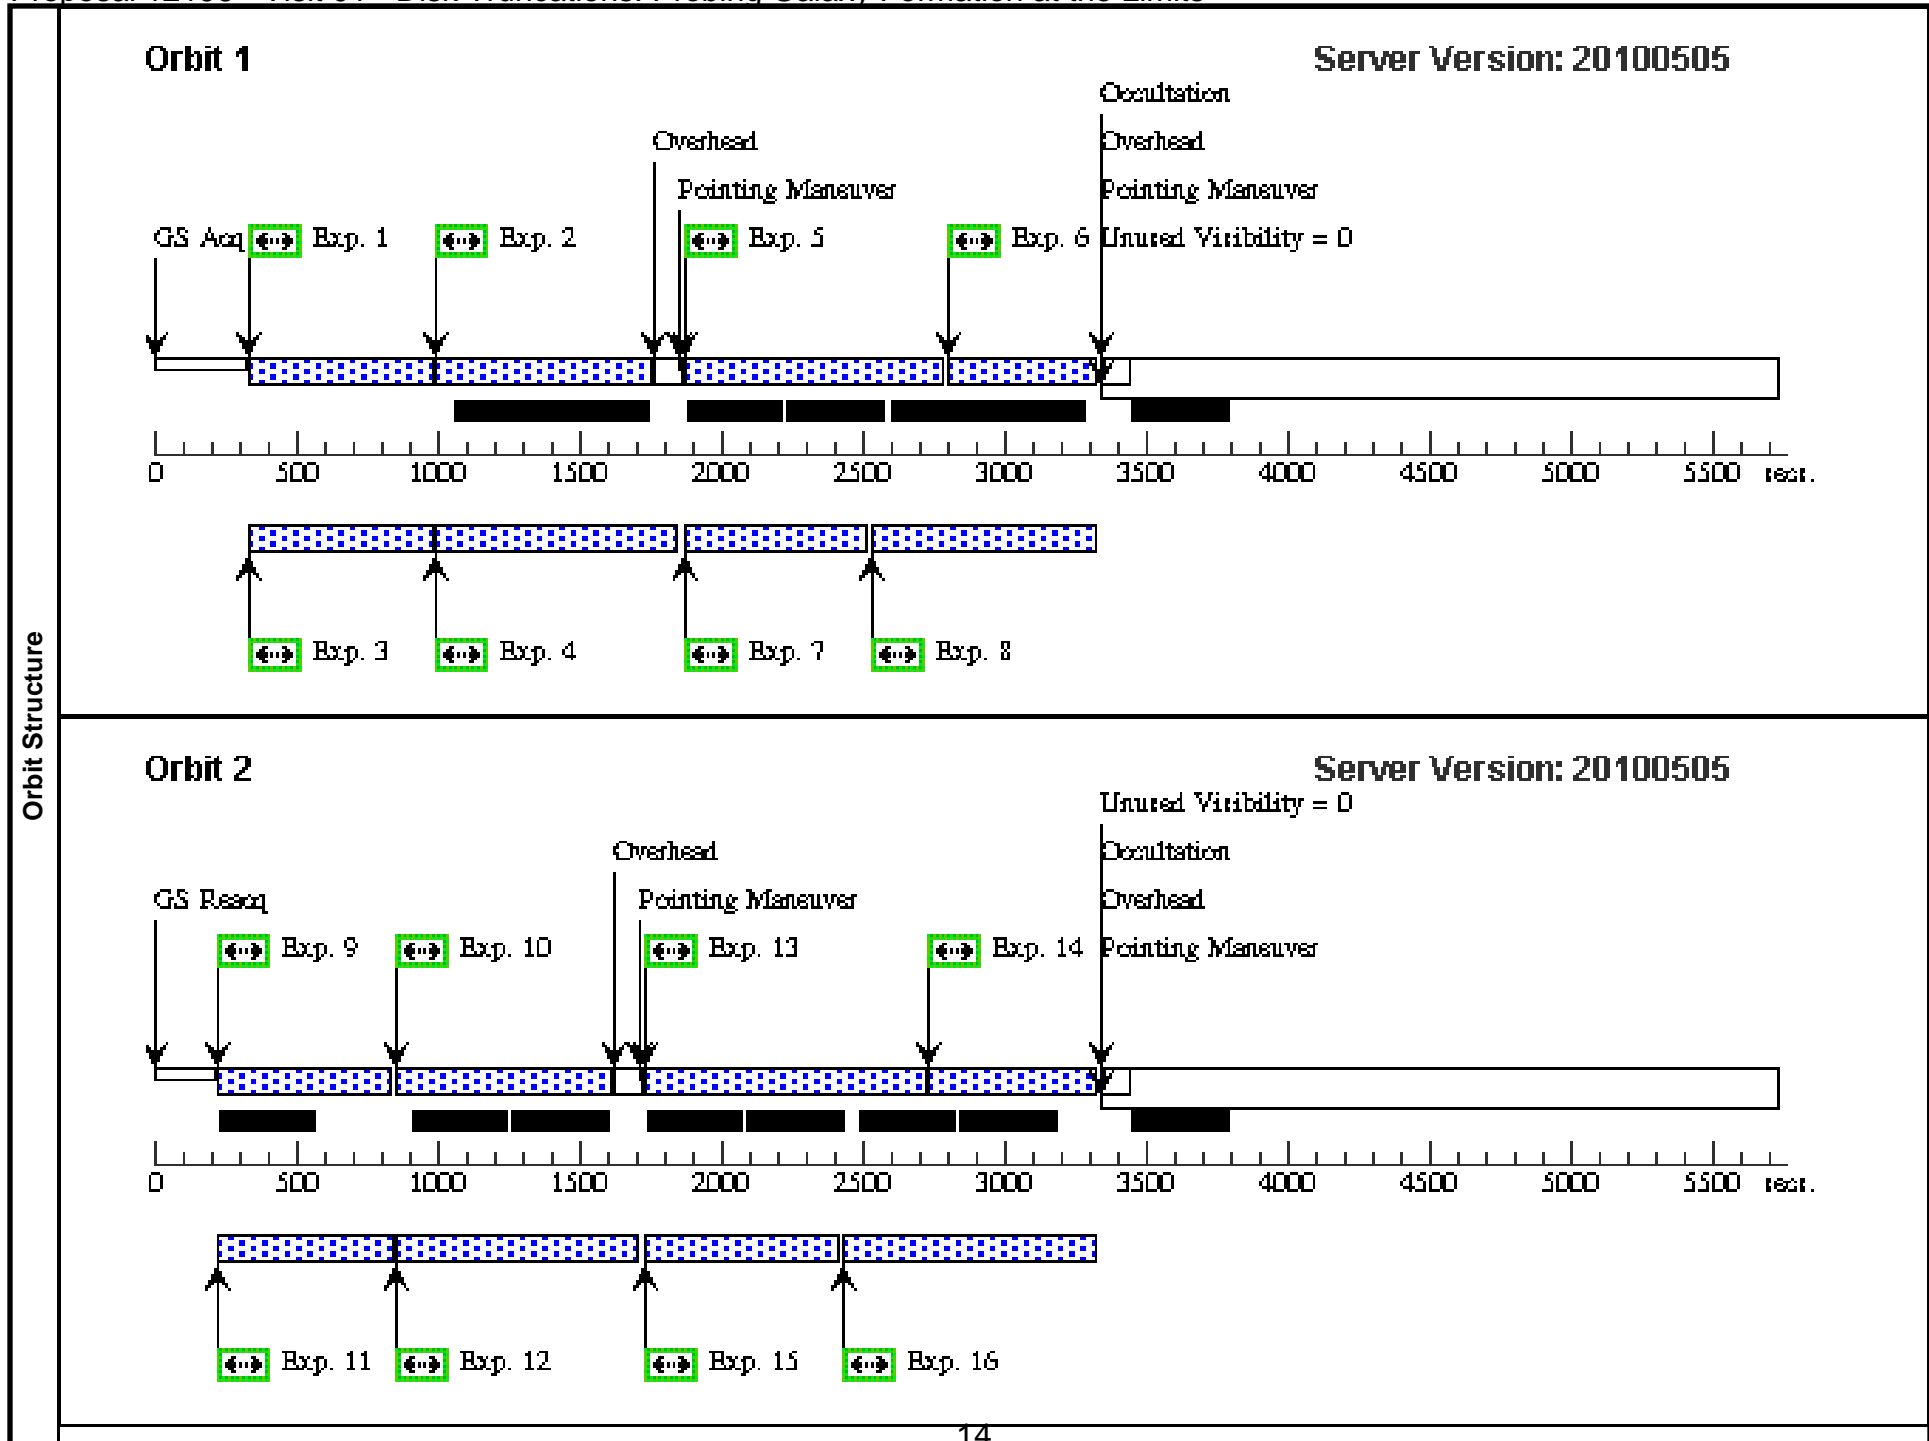 Orbit Structure
Orbit 1
Server Version: 20100505
Occultation
Overhead Overhead
Pointing Maneuver Pointing Maneuver
GS Acq Exp. 1 Exp. 2 Exp. 5 Exp. 6 Unused Visibility = 0
0 500 1000 1500 2000 2500 3000 3500 4000 4500 5000 5500 secs.
Exp. 3 Exp. 4 Exp. 7 Exp. 8
Orbit 2
Server Version: 20100505
Unused Visibility = 0
Overhead Occultation
GS Reacq Pointing Maneuver Overhead
Exp. 9 Exp. 10 Exp. 13 Exp. 14 Pointing Maneuver
0 500 1000 1500 2000 2500 3000 3500 4000 4500 5000 5500 secs.
Exp. 11 Exp. 12 Exp. 15 Exp. 16
14